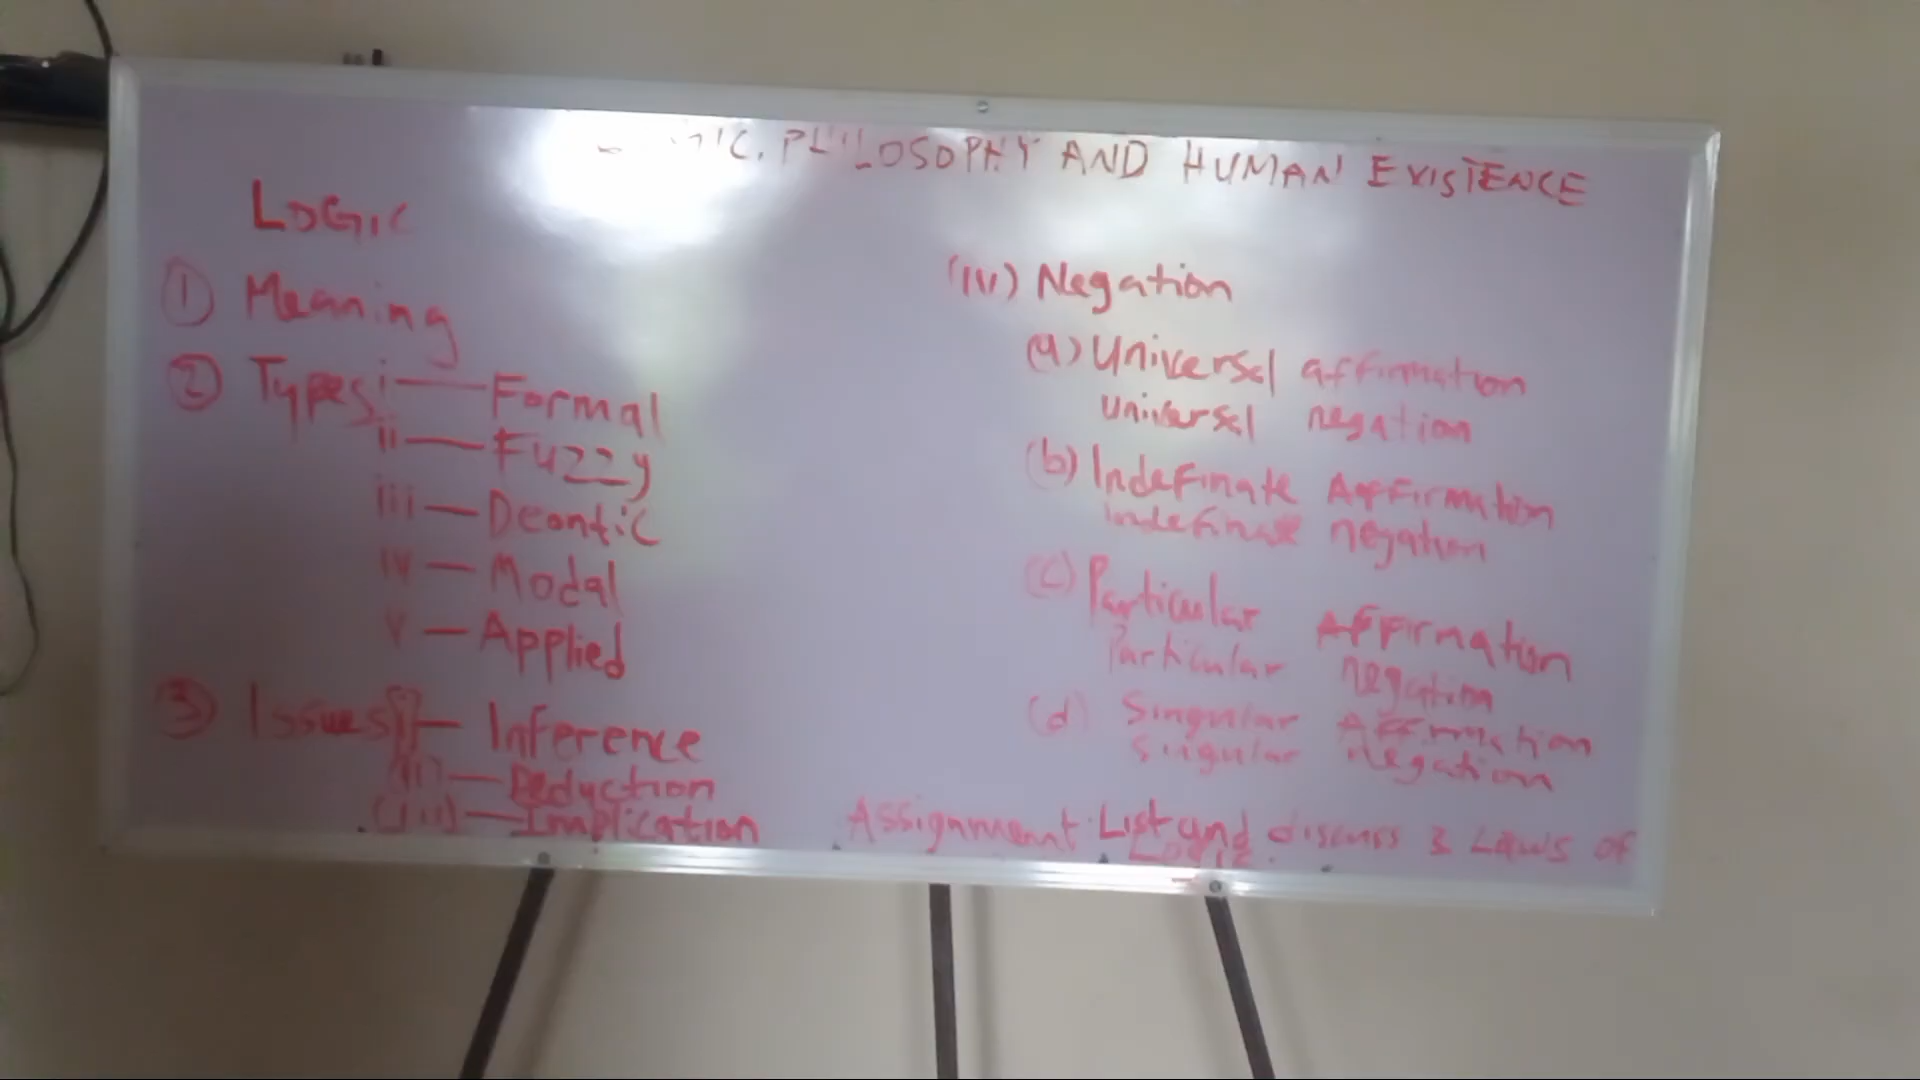 PHILOSOPHY AND HUMAN EXISTENCE
LOGIC
① Meaning
② Types i — Formal
ii — Fuzzy
iii — Deontic
iv — Modal
v — Applied
③ Issues (i) — Inference
(ii) — Deduction
(iii) — Implication
(iv) Negation
(a) Universal affirmation
universal negation
(b) Indefinate Affirmation
indefinate negation
(c) Particular Affirmation
Particular negation
(d) Singular Affirmation
singular negation
Assignment: List and discuss 3 Laws of
Logic.